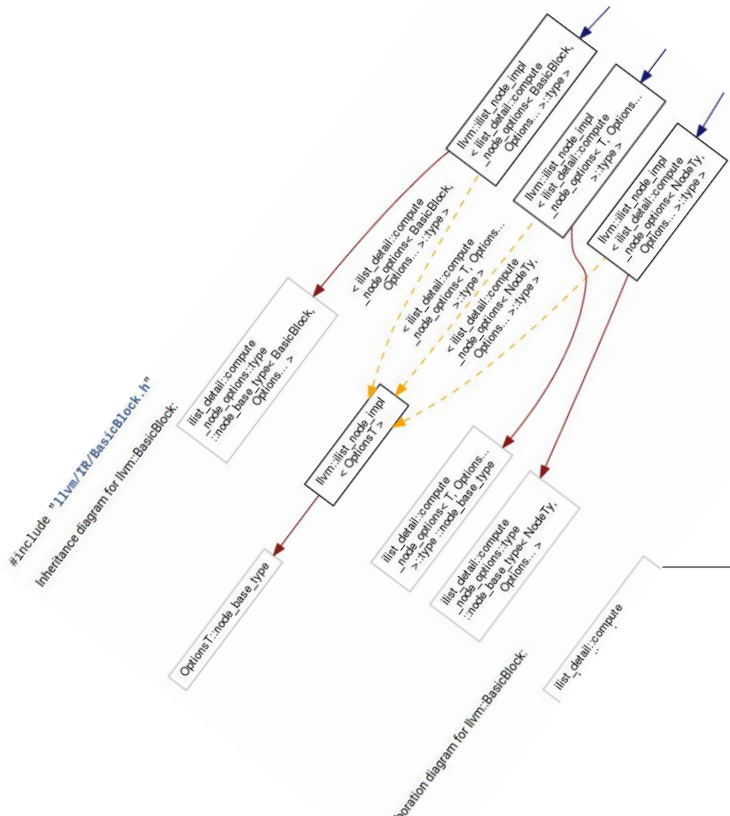 #include "llvm/IR/BasicBlock.h"
Inheritance diagram for llvm::BasicBlock:
llvm::ilist_node_impl
< ilist_detail::compute
_node_options< BasicBlock,
Options... >::type >
llvm::ilist_node_impl
< ilist_detail::compute
_node_options< T, Options...
>::type >
llvm::ilist_node_impl
< ilist_detail::compute
_node_options< NodeTy,
Options... >::type >
< ilist_detail::compute
_node_options< BasicBlock,
Options... >::type >
< ilist_detail::compute
_node_options< T, Options...
>::type >
< ilist_detail::compute
_node_options< NodeTy,
Options... >::type >
ilist_detail::compute
_node_options::type
::node_base_type< BasicBlock,
Options... >
llvm::ilist_node_impl
< OptionsT >
ilist_detail::compute
_node_options< T, Options...
>::type ::node_base_type
ilist_detail::compute
_node_options::type
::node_base_type< NodeTy,
Options... >
OptionsT::node_base_type
ilist_detail::compute
diagram for llvm::BasicBlock: